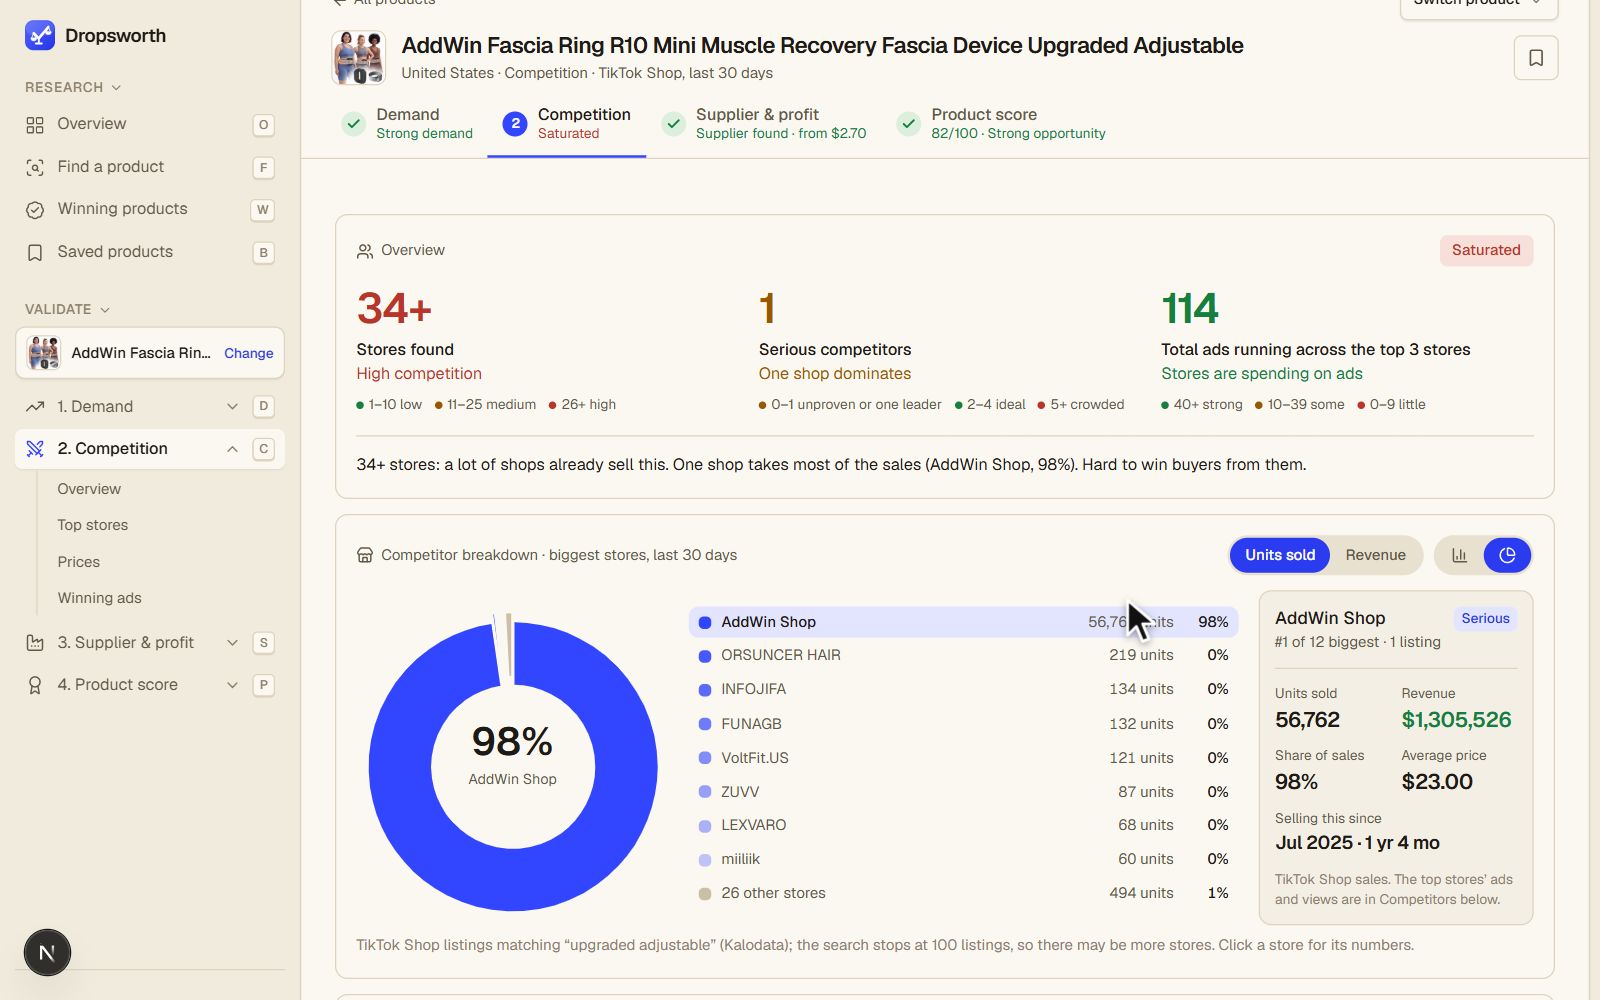 Dropsworth
RESEARCH
Overview O
Find a product F
Winning products W
Saved products B
VALIDATE
AddWin Fascia Rin... Change
1. Demand D
2. Competition C
Overview
Top stores
Prices
Winning ads
3. Supplier & profit S
4. Product score P
N
All products
Switch product
AddWin Fascia Ring R10 Mini Muscle Recovery Fascia Device Upgraded Adjustable
United States · Competition · TikTok Shop, last 30 days
Demand
Strong demand
2 Competition
Saturated
Supplier & profit
Supplier found · from $2.70
Product score
82/100 · Strong opportunity
Overview
Saturated
34+
Stores found
High competition
1–10 low 11–25 medium 26+ high
1
Serious competitors
One shop dominates
0–1 unproven or one leader 2–4 ideal 5+ crowded
114
Total ads running across the top 3 stores
Stores are spending on ads
40+ strong 10–39 some 0–9 little
34+ stores: a lot of shops already sell this. One shop takes most of the sales (AddWin Shop, 98%). Hard to win buyers from them.
Competitor breakdown · biggest stores, last 30 days
Units sold Revenue
98%
AddWin Shop
AddWin Shop 98%
ORSUNCER HAIR 219 units 0%
INFOJIFA 134 units 0%
FUNAGB 132 units 0%
VoltFit.US 121 units 0%
ZUVV 87 units 0%
LEXVARO 68 units 0%
miiliik 60 units 0%
26 other stores 494 units 1%
AddWin Shop Serious
#1 of 12 biggest · 1 listing
Units sold Revenue
56,762 $1,305,526
Share of sales Average price
98% $23.00
Selling this since
Jul 2025 · 1 yr 4 mo
TikTok Shop sales. The top stores’ ads
and views are in Competitors below.
TikTok Shop listings matching “upgraded adjustable” (Kalodata); the search stops at 100 listings, so there may be more stores. Click a store for its numbers.